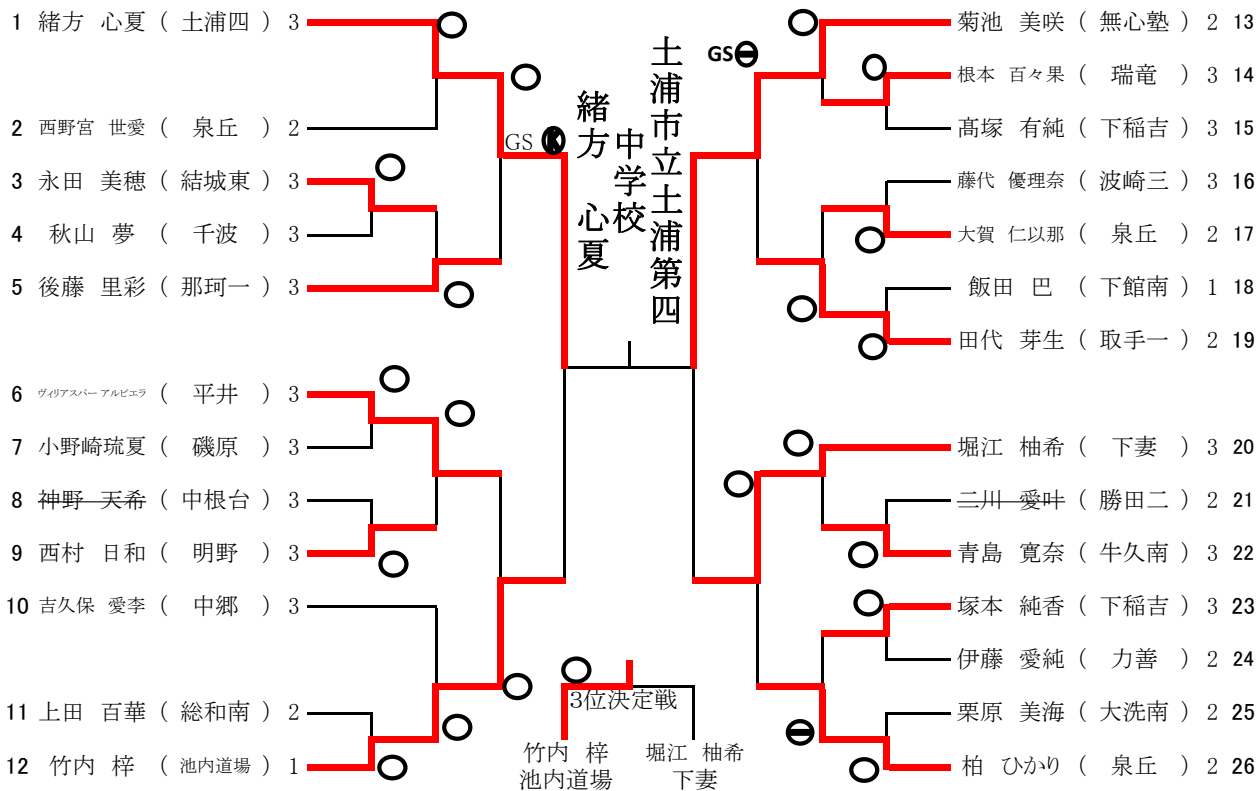 1 緒方 心夏 ( 土浦四 ) 3
2 西野宮 世愛 ( 泉丘 ) 2
3 永田 美穂 ( 結城東 ) 3
4 秋山 夢 ( 千波 ) 3
5 後藤 里彩 ( 那珂一 ) 3
6 ヴィリアスバー アルビエラ ( 平井 ) 3
7 小野崎琉夏 ( 磯原 ) 3
8 神野 天希 ( 中根台 ) 3
9 西村 日和 ( 明野 ) 3
10 吉久保 愛李 ( 中郷 ) 3
11 上田 百華 ( 総和南 ) 2
12 竹内 梓 ( 池内道場 ) 1
GS
土浦市立土浦第四
中学校
緒方 心夏
GS
3位決定戦
竹内 梓
池内道場
堀江 柚希
下妻
菊池 美咲 ( 無心塾 ) 2 13
根本 百々果 ( 瑞竜 ) 3 14
髙塚 有純 ( 下稲吉 ) 3 15
藤代 優理奈 ( 波崎三 ) 3 16
大賀 仁以那 ( 泉丘 ) 2 17
飯田 巴 ( 下館南 ) 1 18
田代 芽生 ( 取手一 ) 2 19
堀江 柚希 ( 下妻 ) 3 20
二川 愛叶 ( 勝田二 ) 2 21
青島 寛奈 ( 牛久南 ) 3 22
塚本 純香 ( 下稲吉 ) 3 23
伊藤 愛純 ( 力善 ) 2 24
栗原 美海 ( 大洗南 ) 2 25
柏 ひかり ( 泉丘 ) 2 26